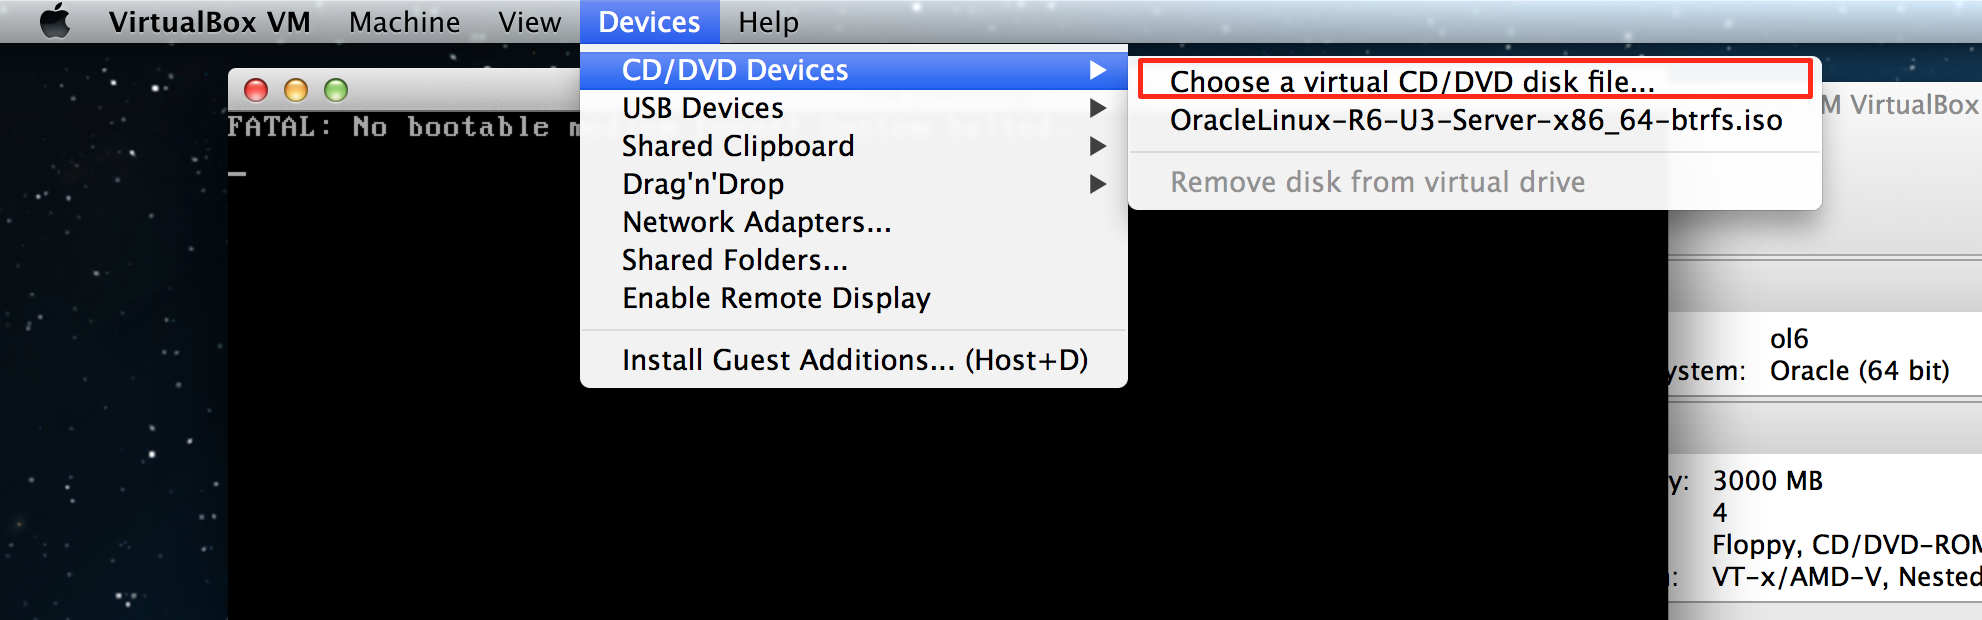 VirtualBox VM Machine View Devices Help
CD/DVD Devices
USB Devices
Shared Clipboard
Drag'n'Drop
Network Adapters...
Shared Folders...
Enable Remote Display
Install Guest Additions... (Host+D)
Choose a virtual CD/DVD disk file...
OracleLinux-R6-U3-Server-x86_64-btrfs.iso
Remove disk from virtual drive
FATAL: No bootable
M VirtualBox
ol6
ystem: Oracle (64 bit)
y: 3000 MB
4
Floppy, CD/DVD-ROM
VT-x/AMD-V, Nested